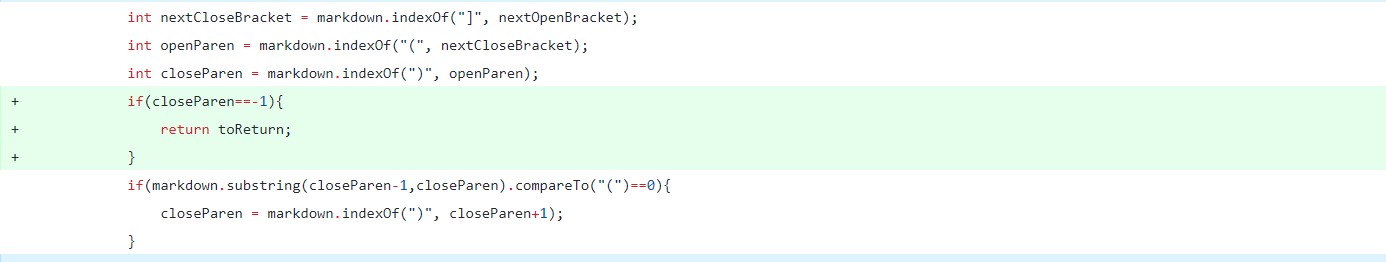 int nextCloseBracket = markdown.indexOf("]", nextOpenBracket);
int openParen = markdown.indexOf("(", nextCloseBracket);
int closeParen = markdown.indexOf(")", openParen);
+ if(closeParen==-1){
+ return toReturn;
+ }
if(markdown.substring(closeParen-1,closeParen).compareTo("(")==0){
closeParen = markdown.indexOf(")", closeParen+1);
}